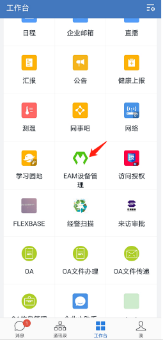 工作台
日程
企业邮箱
直播
汇报
公告
健康上报
测温
同事吧
网络
学习园地
EAM设备管
理
访问授权
FLEXBASE
经警扫描
来访审批
OA
OA文件办理
OA文件传递
消息
通讯录
工作台
我